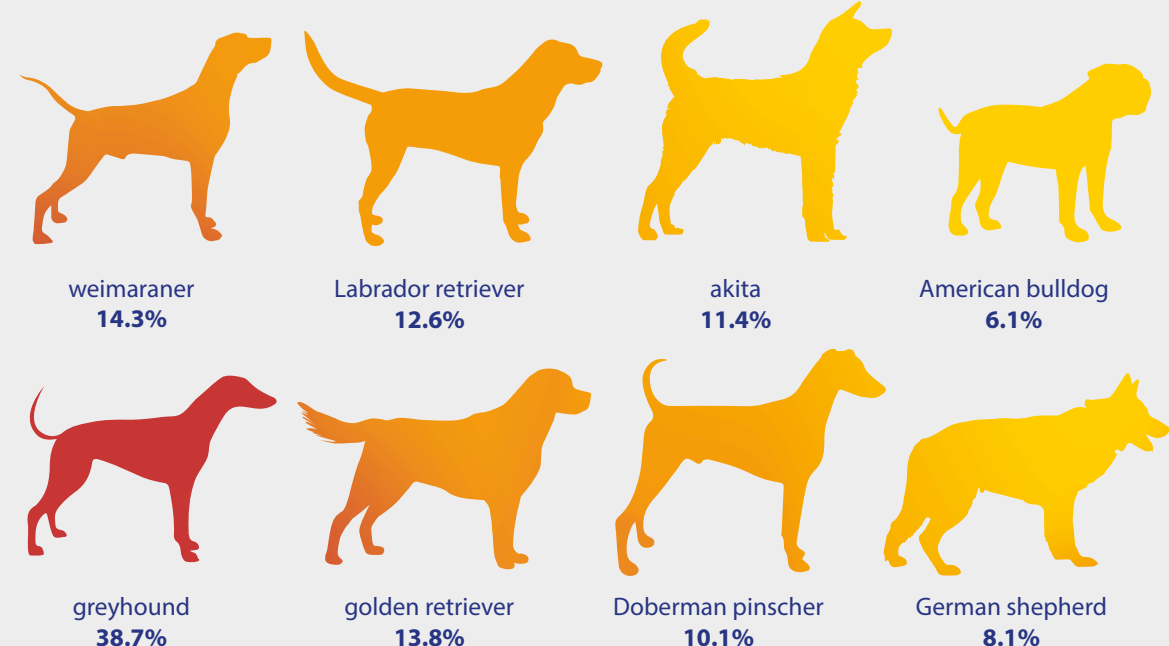 weimaraner
14.3%
Labrador retriever
12.6%
akita
11.4%
American bulldog
6.1%
greyhound
38.7%
golden retriever
13.8%
Doberman pinscher
10.1%
German shepherd
8.1%